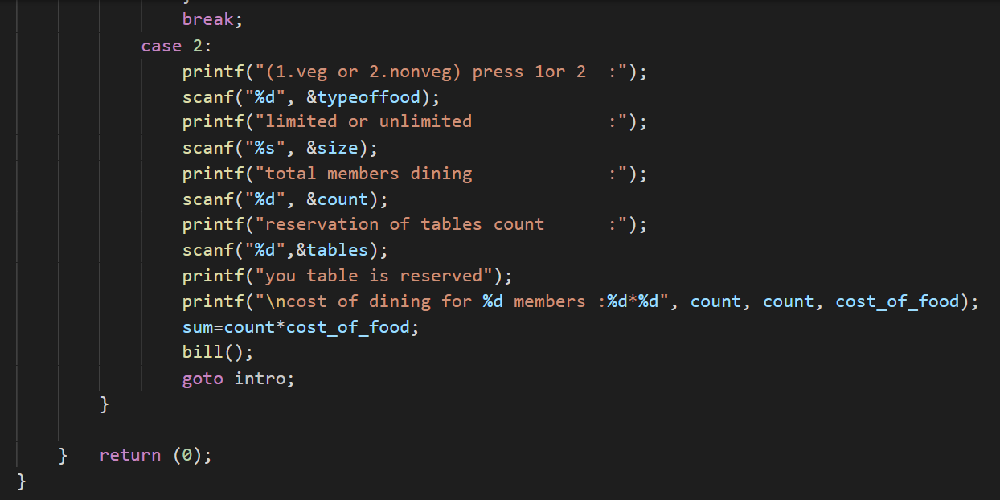 break;
case 2:
printf("(1.veg or 2.nonveg) press 1or 2  :");
scanf("%d", &typeoffood);
printf("limited or unlimited             :");
scanf("%s", &size);
printf("total members dining             :");
scanf("%d", &count);
printf("reservation of tables count      :");
scanf("%d",&tables);
printf("you table is reserved");
printf("\ncost of dining for %d members :%d*%d", count, count, cost_of_food);
sum=count*cost_of_food;
bill();
goto intro;
}
}   return (0);
}